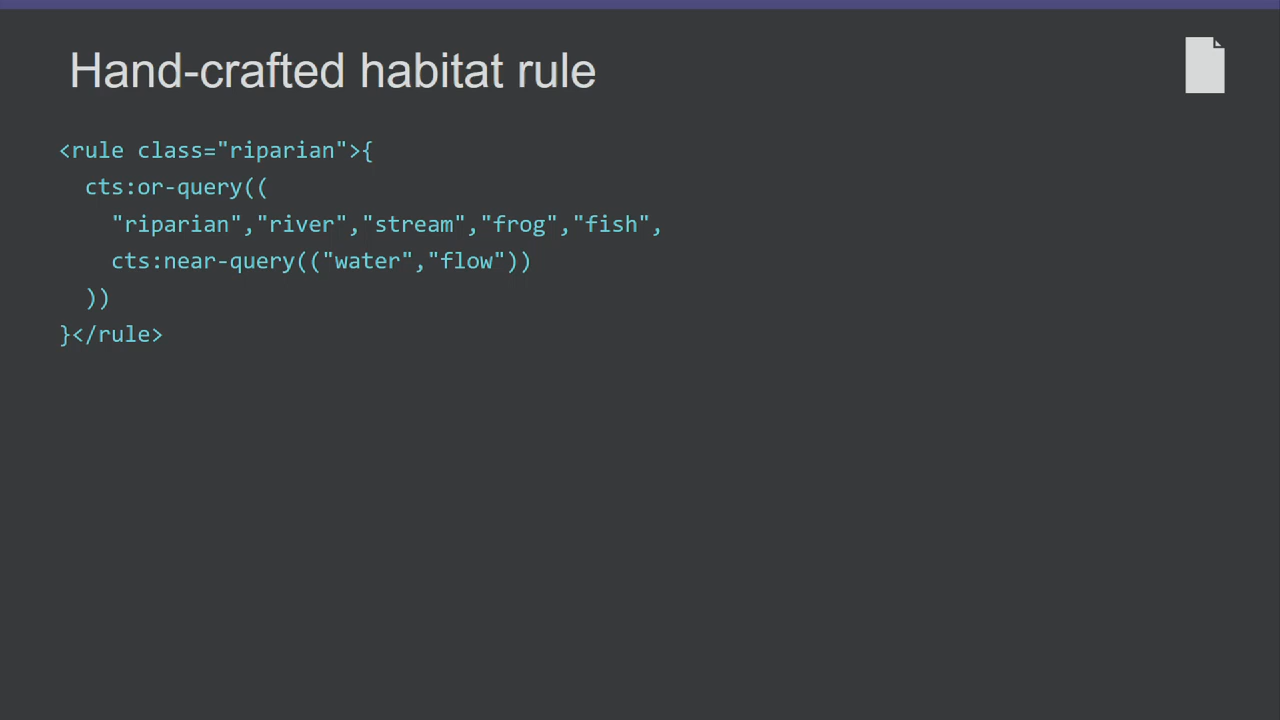 Hand-crafted habitat rule
<rule class="riparian">{
  cts:or-query((
    "riparian","river","stream","frog","fish",
    cts:near-query(("water","flow"))
  ))
}</rule>